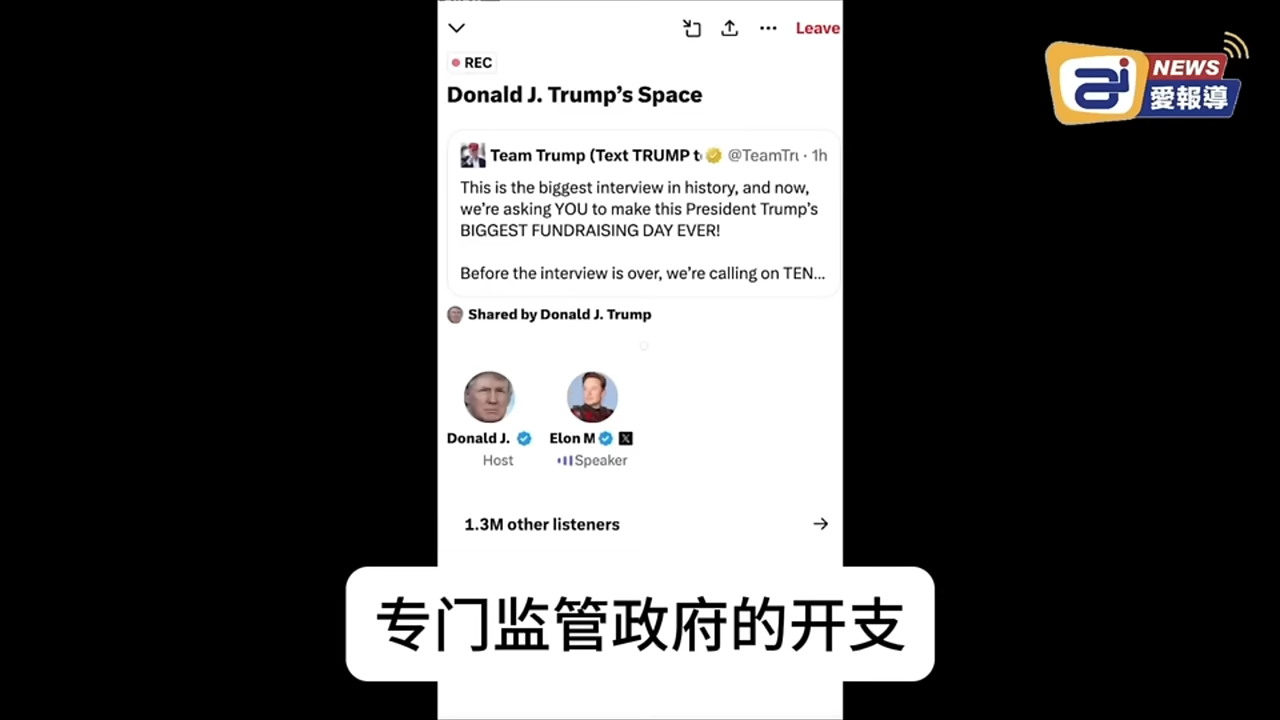 Leave
REC
Donald J. Trump's Space
Team Trump (Text TRUMP t @TeamTru · 1h
This is the biggest interview in history, and now,
we're asking YOU to make this President Trump's
BIGGEST FUNDRAISING DAY EVER!
Before the interview is over, we're calling on TEN...
Shared by Donald J. Trump
Donald J.
Host
Elon M
Speaker
1.3M other listeners
专门监管政府的开支
ai NEWS
愛報導